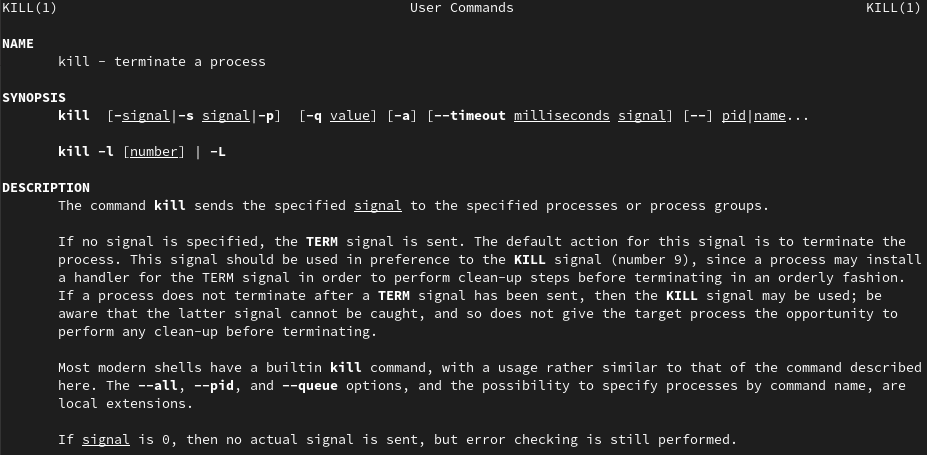 KILL(1) User Commands KILL(1)
NAME
kill - terminate a process
SYNOPSIS
kill [-signal|-s signal|-p] [-q value] [-a] [--timeout milliseconds signal] [--] pid|name...
kill -l [number] | -L
DESCRIPTION
The command kill sends the specified signal to the specified processes or process groups.
If no signal is specified, the TERM signal is sent. The default action for this signal is to terminate the
process. This signal should be used in preference to the KILL signal (number 9), since a process may install
a handler for the TERM signal in order to perform clean-up steps before terminating in an orderly fashion.
If a process does not terminate after a TERM signal has been sent, then the KILL signal may be used; be
aware that the latter signal cannot be caught, and so does not give the target process the opportunity to
perform any clean-up before terminating.
Most modern shells have a builtin kill command, with a usage rather similar to that of the command described
here. The --all, --pid, and --queue options, and the possibility to specify processes by command name, are
local extensions.
If signal is 0, then no actual signal is sent, but error checking is still performed.